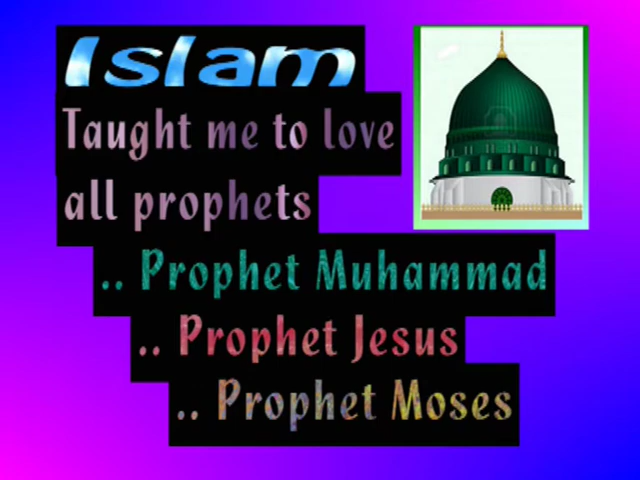 Islam
Taught me to love
all prophets
.. Prophet Muhammad
.. Prophet Jesus
.. Prophet Moses